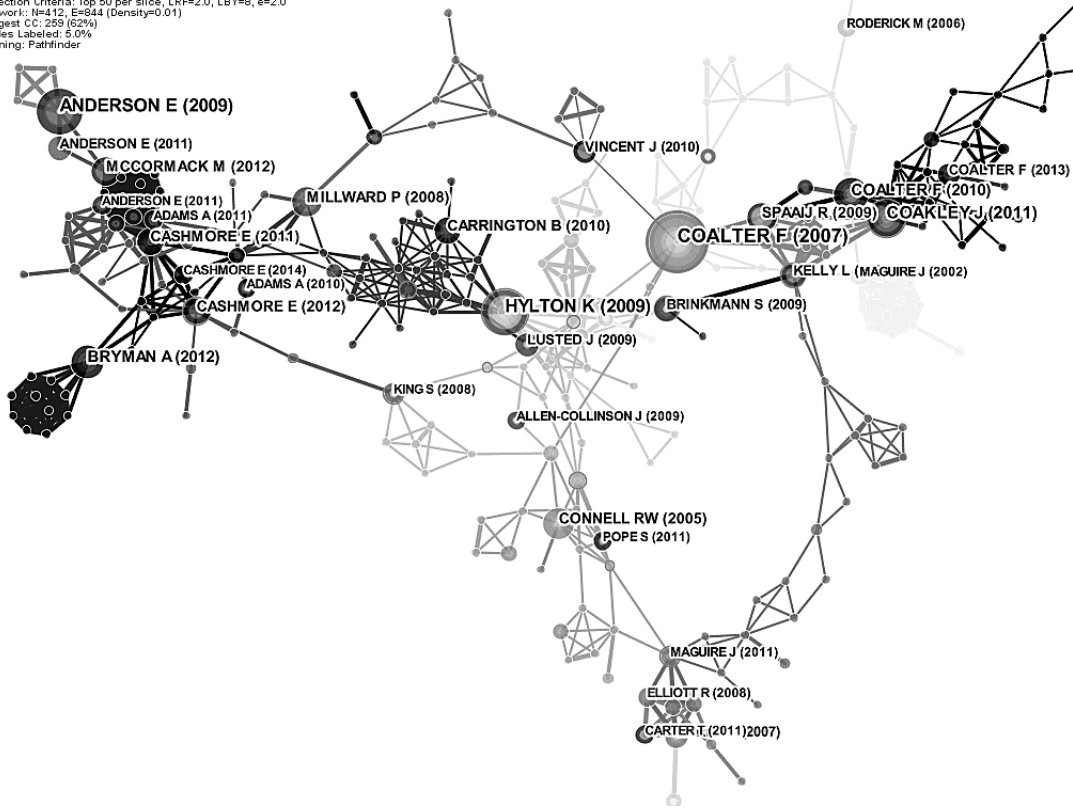 ection Criteria: Top 50 per slice, LRF=2.0, LBY=8, e=2.0
work: N=412, E=844 (Density=0.01)
gest CC: 259 (62%)
es Labeled: 5.0%
ning: Pathfinder
RODERICK M (2006)
ANDERSON E (2009)
ANDERSON E (2011)
VINCENT J (2010)
MCCORMACK M (2012)
COALTER F (2013)
COALTER F (2010)
MILLWARD P (2008)
ANDERSON E (2011)
SPAAIJ R (2009)
COAKLEY J (2011)
ADAMS A (2011)
CARRINGTON B (2010)
CASHMORE E (2011)
COALTER F (2007)
CASHMORE E (2014)
KELLY L (
MAGUIRE J (2002)
ADAMS A (2010)
CASHMORE E (2012)
HYLTON K (2009)
BRINKMANN S (2009)
LUSTED J (2009)
BRYMAN A (2012)
KING S (2008)
ALLEN-COLLINSON J (2009)
CONNELL RW (2005)
POPE S (2011)
MAGUIRE J (2011)
ELLIOTT R (2008)
CARTER T (2011)
2007)